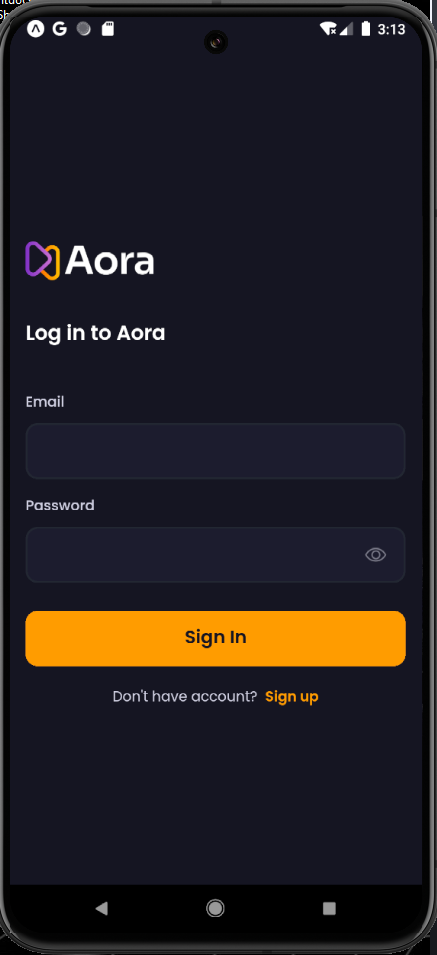 3:13
Aora
Log in to Aora
Email
Password
Sign In
Don't have account? Sign up